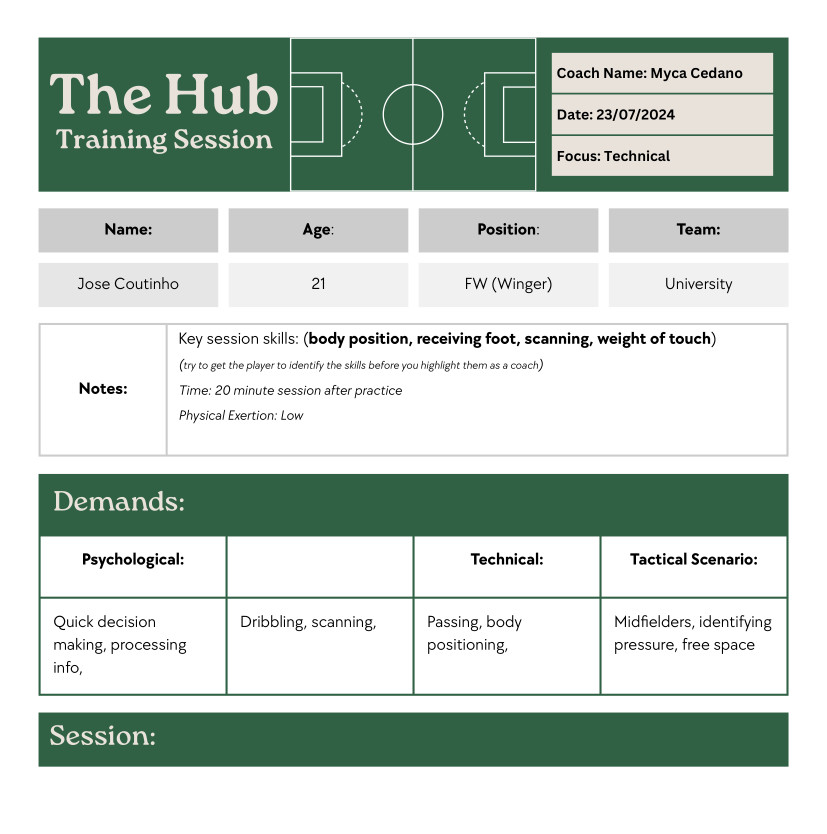 The Hub
Training Session
Coach Name: Myca Cedano
Date: 23/07/2024
Focus: Technical
Name:
Age:
Position:
Team:
Jose Coutinho
21
FW (Winger)
University
Notes:
Key session skills: (body position, receiving foot, scanning, weight of touch)
(try to get the player to identify the skills before you highlight them as a coach)
Time: 20 minute session after practice
Physical Exertion: Low
Demands:
Psychological:
Technical:
Tactical Scenario:
Quick decision
making, processing
info,
Dribbling, scanning,
Passing, body
positioning,
Midfielders, identifying
pressure, free space
Session: